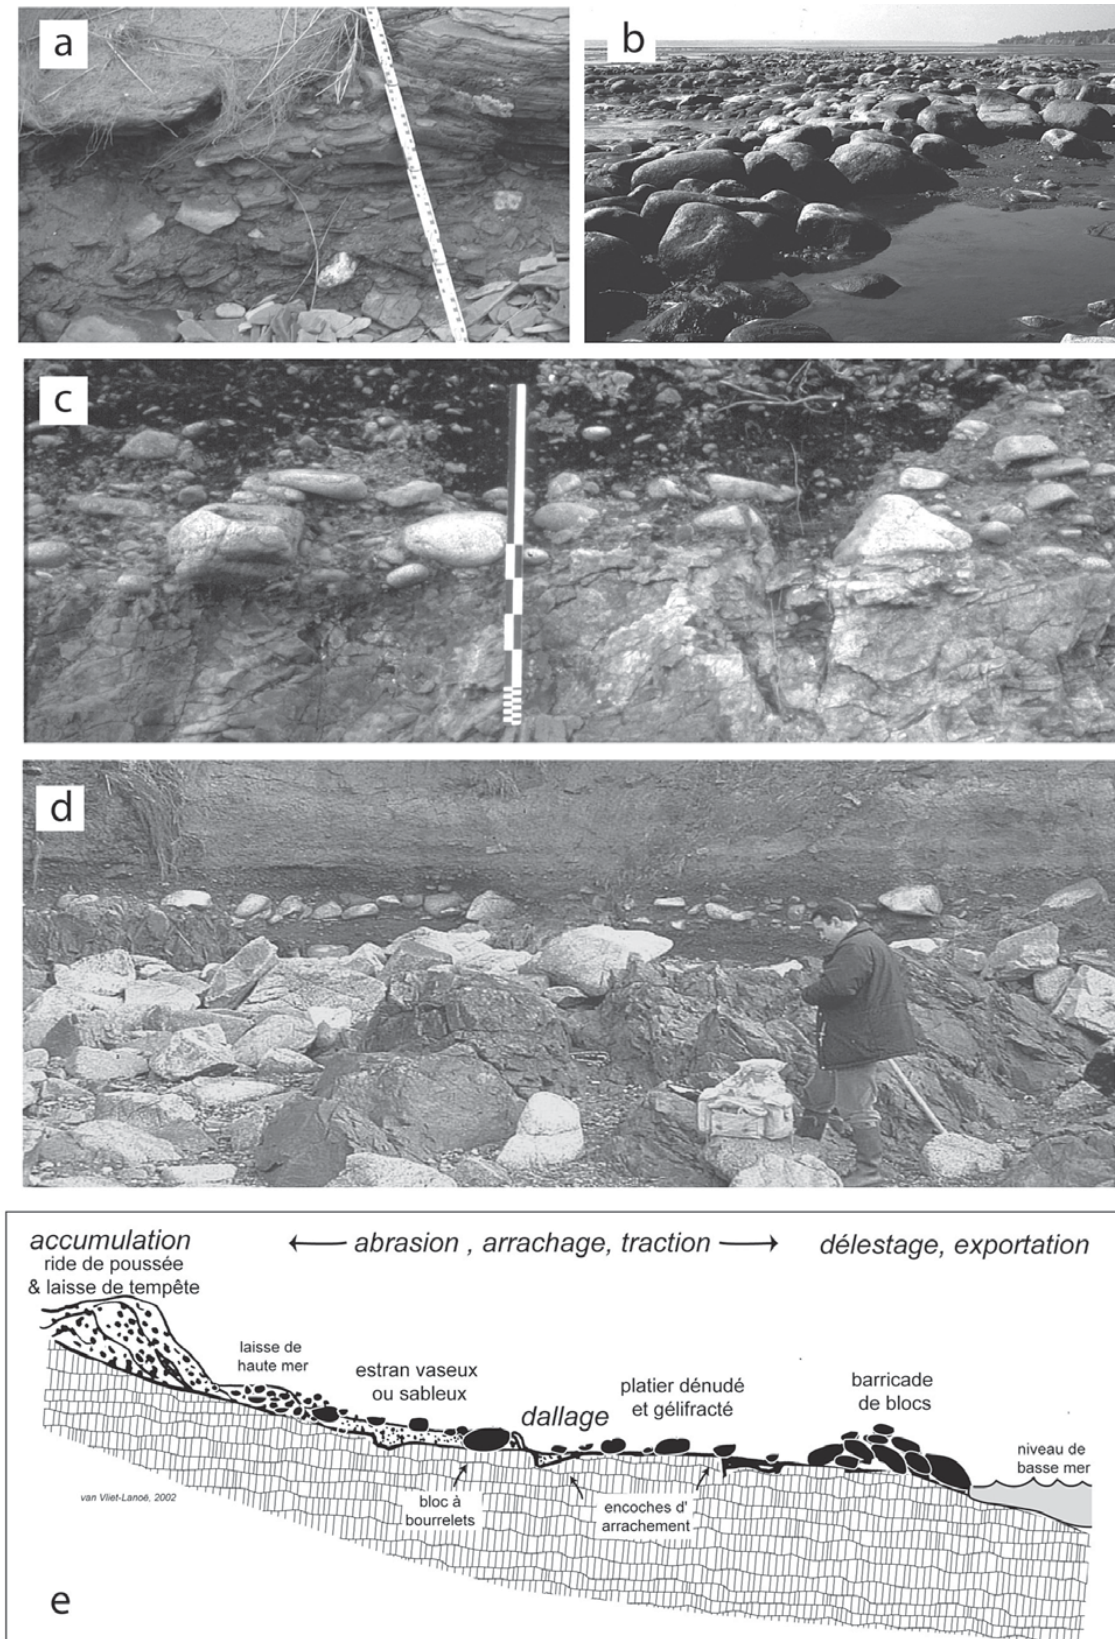 a
b
c
d
accumulation
ride de poussée
& laisse de tempête
abrasion , arrachage, traction
délestage, exportation
laisse de
haute mer
estran vaseux
ou sableux
dallage
platier dénudé
et gélifracté
barricade
de blocs
niveau de
basse mer
van Vliet-Lanoë, 2002
bloc à
bourrelets
encoches d'
arrachement
e